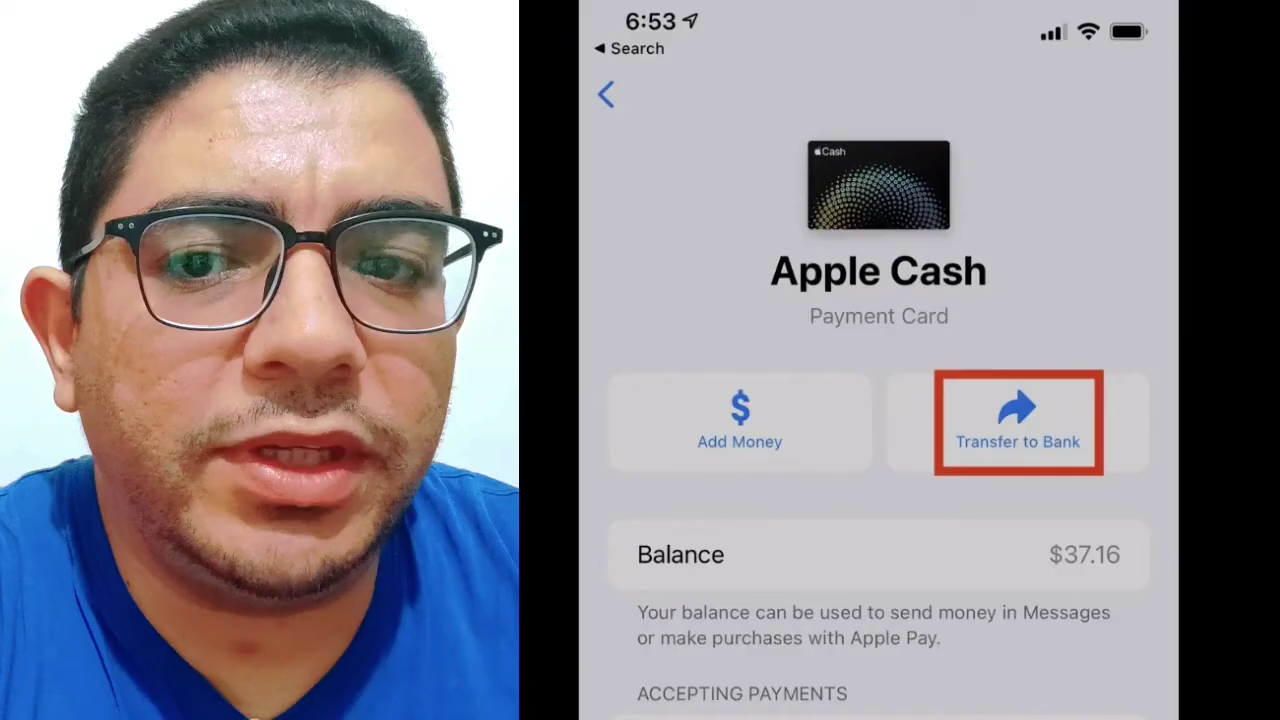 6:53
Search
Cash
Apple Cash
Payment Card
$
Add Money
Transfer to Bank
Balance
$37.16
Your balance can be used to send money in Messages
or make purchases with Apple Pay.
ACCEPTING PAYMENTS